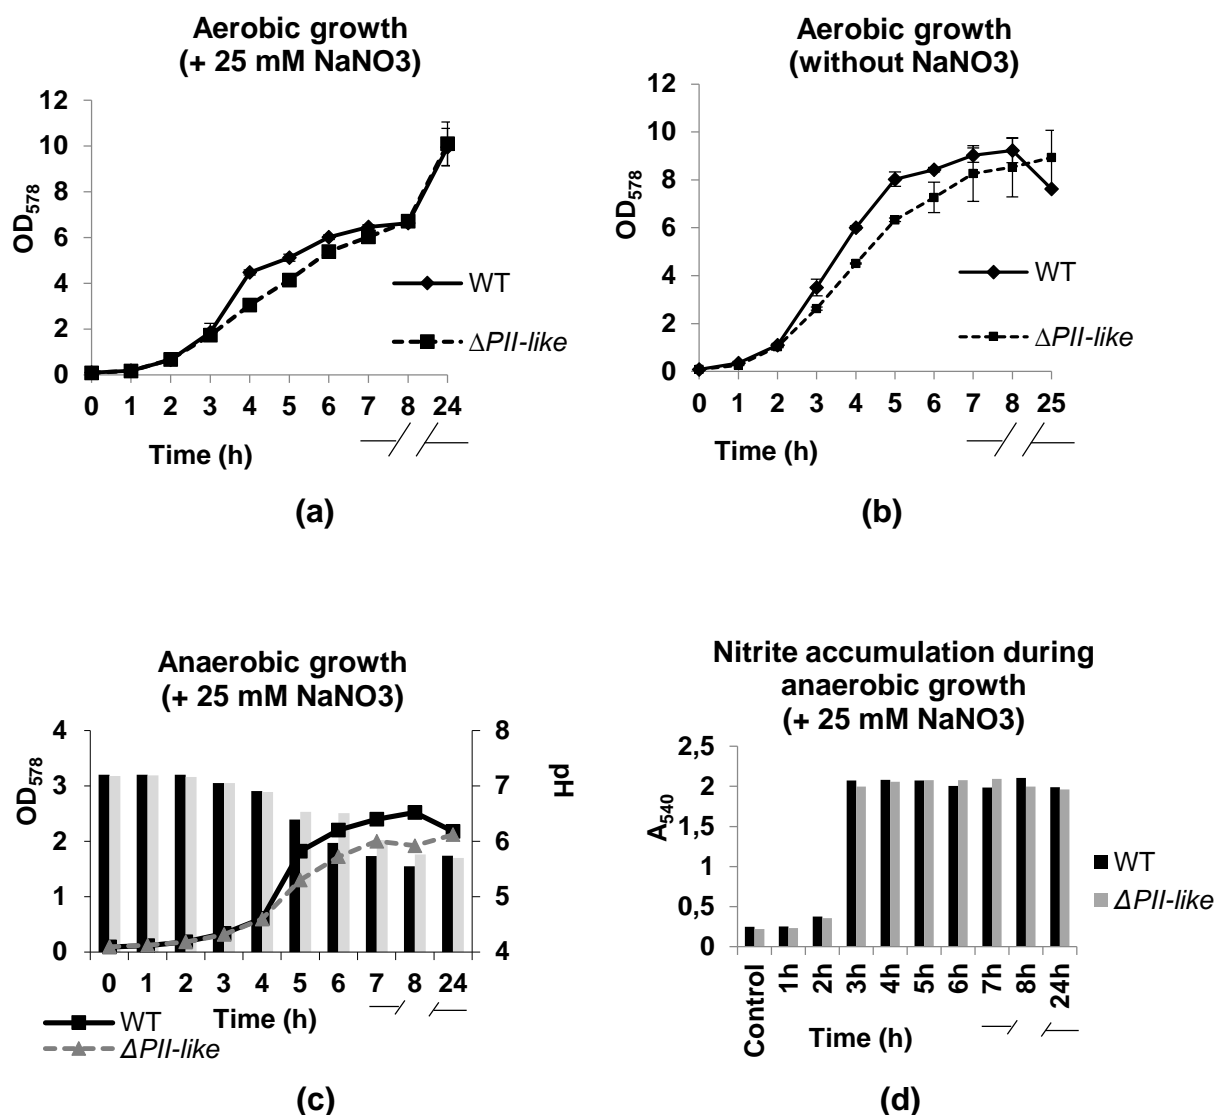 Aerobic growth
(+ 25 mM NaNO3)
12
10
8
6
4
2
0
OD578
0 1 2 3 4 5 6 7 8 24
Time (h)
WT
ΔPII-like
(a)
Aerobic growth
(without NaNO3)
12
10
8
6
4
2
0
OD578
0 1 2 3 4 5 6 7 8 25
Time (h)
WT
ΔPII-like
(b)
Anaerobic growth
(+ 25 mM NaNO3)
4
3
2
1
0
OD578
8
7
6
5
4
pH
0 1 2 3 4 5 6 7 8 24
Time (h)
WT
ΔPII-like
(c)
Nitrite accumulation during
anaerobic growth
(+ 25 mM NaNO3)
2,5
2
1,5
1
0,5
0
A540
Control 1h 2h 3h 4h 5h 6h 7h 8h 24h
Time (h)
WT
ΔPII-like
(d)